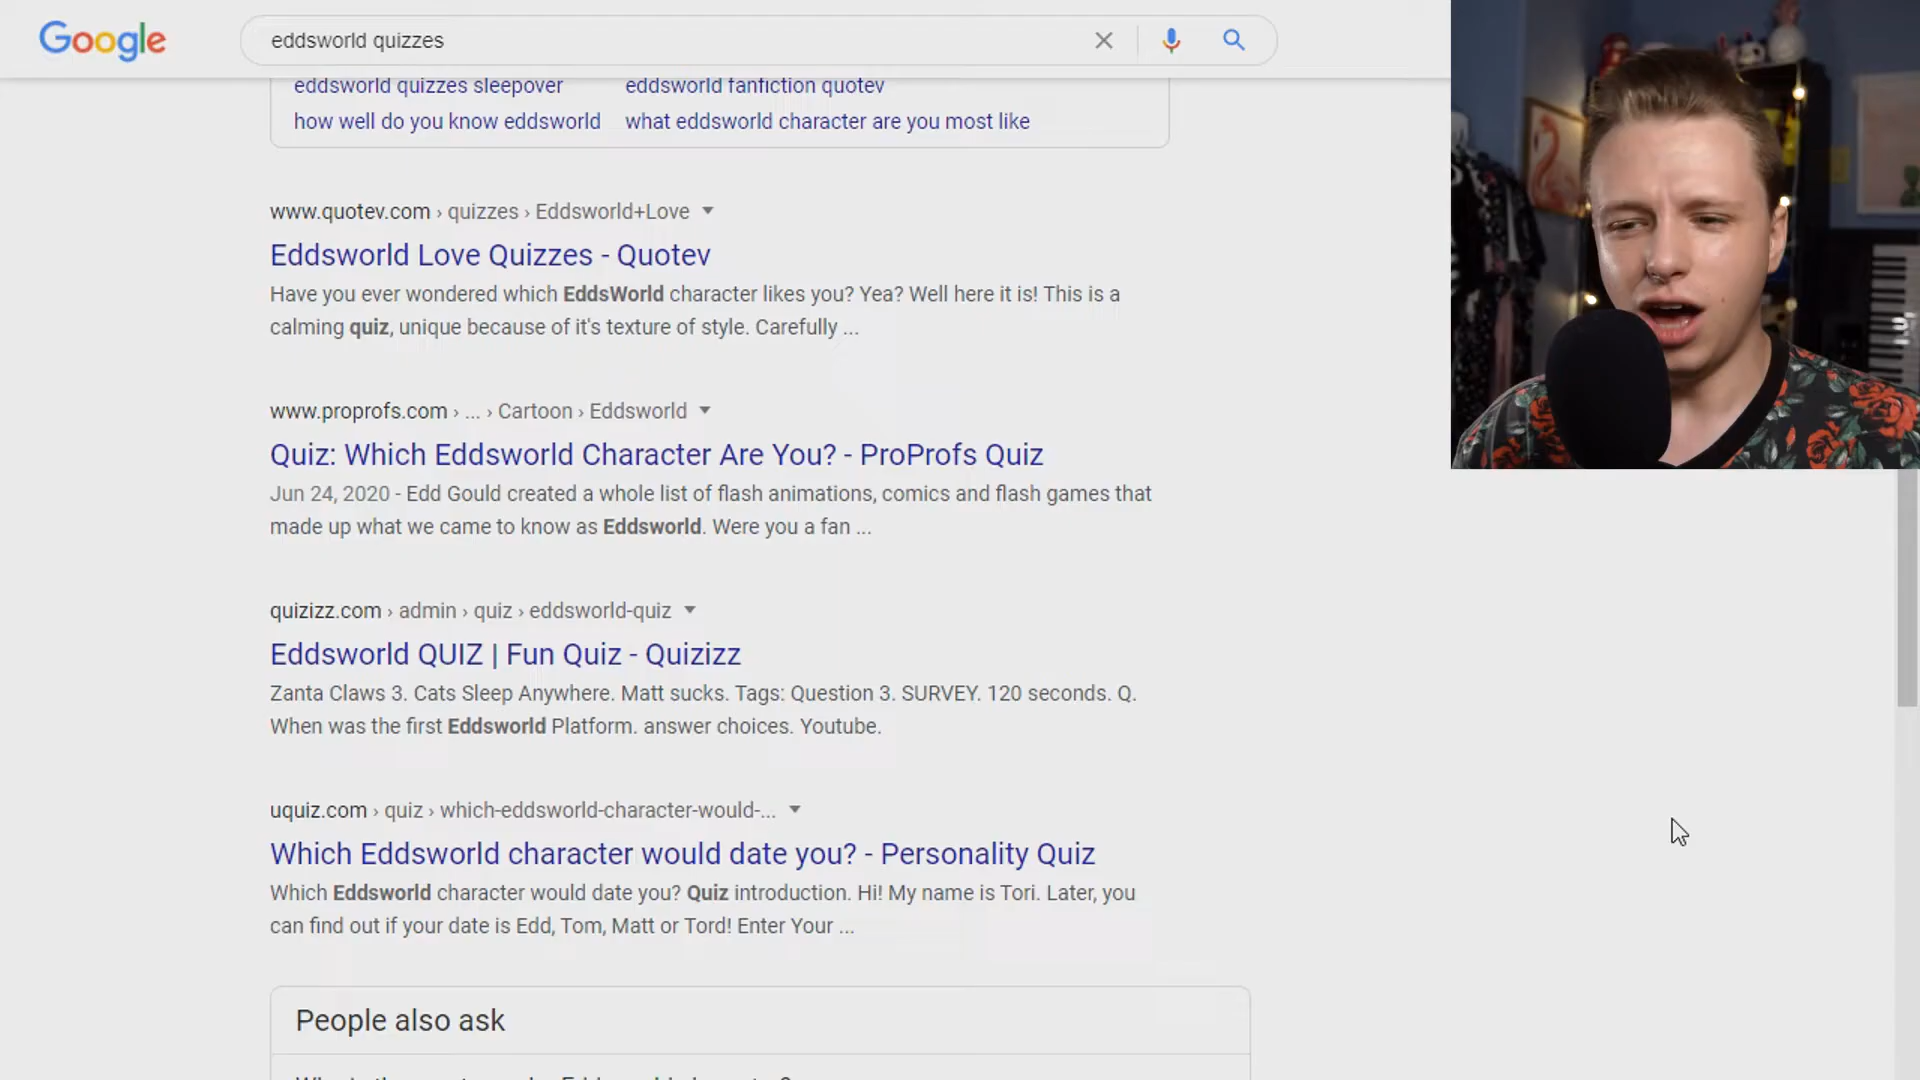 Google
eddsworld quizzes
eddsworld quizzes sleepover
eddsworld fanfiction quotev
how well do you know eddsworld
what eddsworld character are you most like
www.quotev.com › quizzes › Eddsworld+Love
Eddsworld Love Quizzes - Quotev
Have you ever wondered which EddsWorld character likes you? Yea? Well here it is! This is a
calming quiz, unique because of it's texture of style. Carefully ...
www.proprofs.com › ... › Cartoon › Eddsworld
Quiz: Which Eddsworld Character Are You? - ProProfs Quiz
Jun 24, 2020 - Edd Gould created a whole list of flash animations, comics and flash games that
made up what we came to know as Eddsworld. Were you a fan ...
quizizz.com › admin › quiz › eddsworld-quiz
Eddsworld QUIZ | Fun Quiz - Quizizz
Zanta Claws 3. Cats Sleep Anywhere. Matt sucks. Tags: Question 3. SURVEY. 120 seconds. Q.
When was the first Eddsworld Platform. answer choices. Youtube.
uquiz.com › quiz › which-eddsworld-character-would-...
Which Eddsworld character would date you? - Personality Quiz
Which Eddsworld character would date you? Quiz introduction. Hi! My name is Tori. Later, you
can find out if your date is Edd, Tom, Matt or Tord! Enter Your ...
People also ask